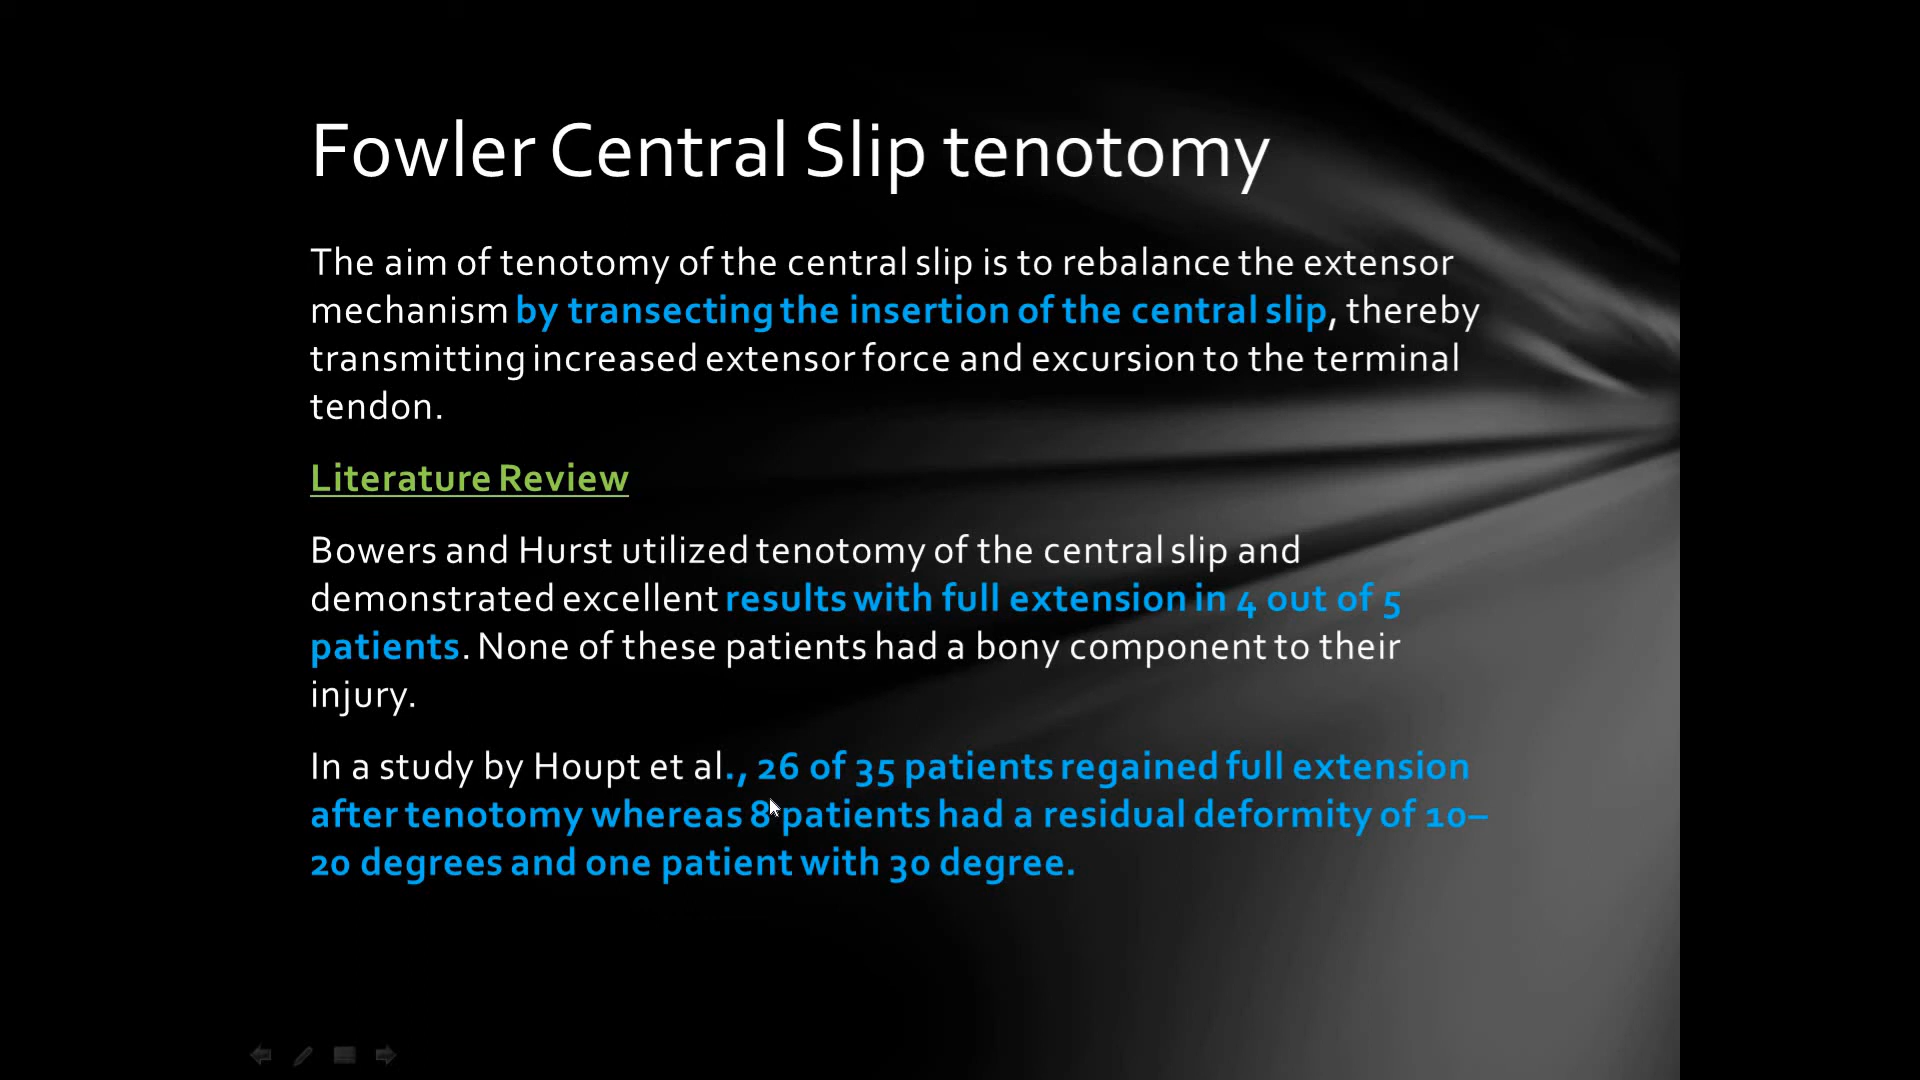 Fowler Central Slip tenotomy
The aim of tenotomy of the central slip is to rebalance the extensor
mechanism by transecting the insertion of the central slip, thereby
transmitting increased extensor force and excursion to the terminal
tendon.
Literature Review
Bowers and Hurst utilized tenotomy of the central slip and
demonstrated excellent results with full extension in 4 out of 5
patients. None of these patients had a bony component to their
injury.
In a study by Houpt et al., 26 of 35 patients regained full extension
after tenotomy whereas 8 patients had a residual deformity of 10–
20 degrees and one patient with 30 degree.